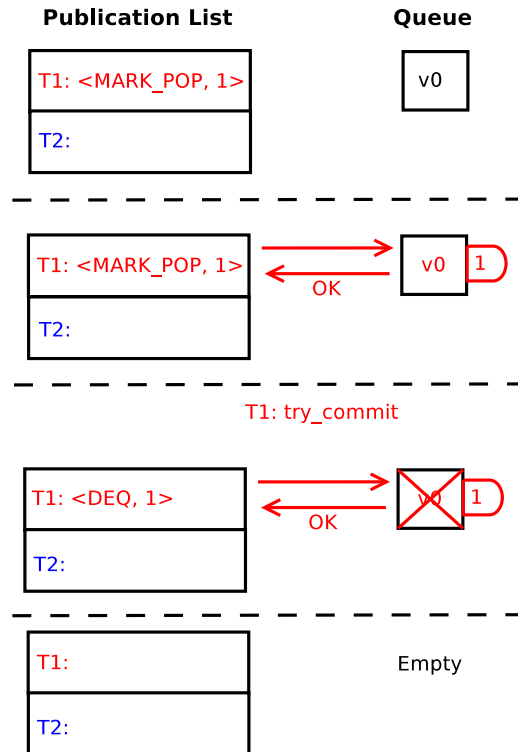 Publication List Queue
T1: <MARK_POP, 1> v0
T2:
T1: <MARK_POP, 1> v0 1
OK
T2:
T1: try_commit
T1: <DEQ, 1> v0 1
OK
T2:
T1: Empty
T2: